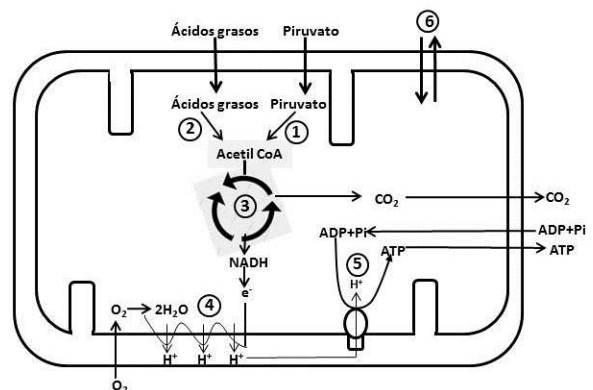 ⑥
Ácidos grasos Piruvato
Ácidos grasos Piruvato
② ①
Acetil CoA
③
CO₂ CO₂
ADP+Pi ADP+Pi
ATP ATP
NADH
⑤
e⁻
H⁺
O₂ 2H₂O ④
H⁺ H⁺ H⁺
O₂